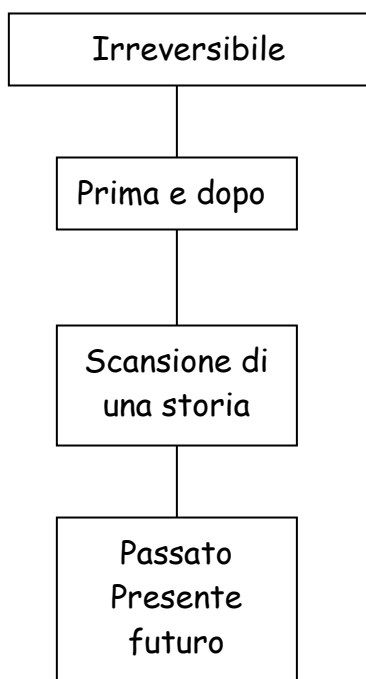 Irreversibile
Prima e dopo
Scansione di
una storia
Passato
Presente
futuro